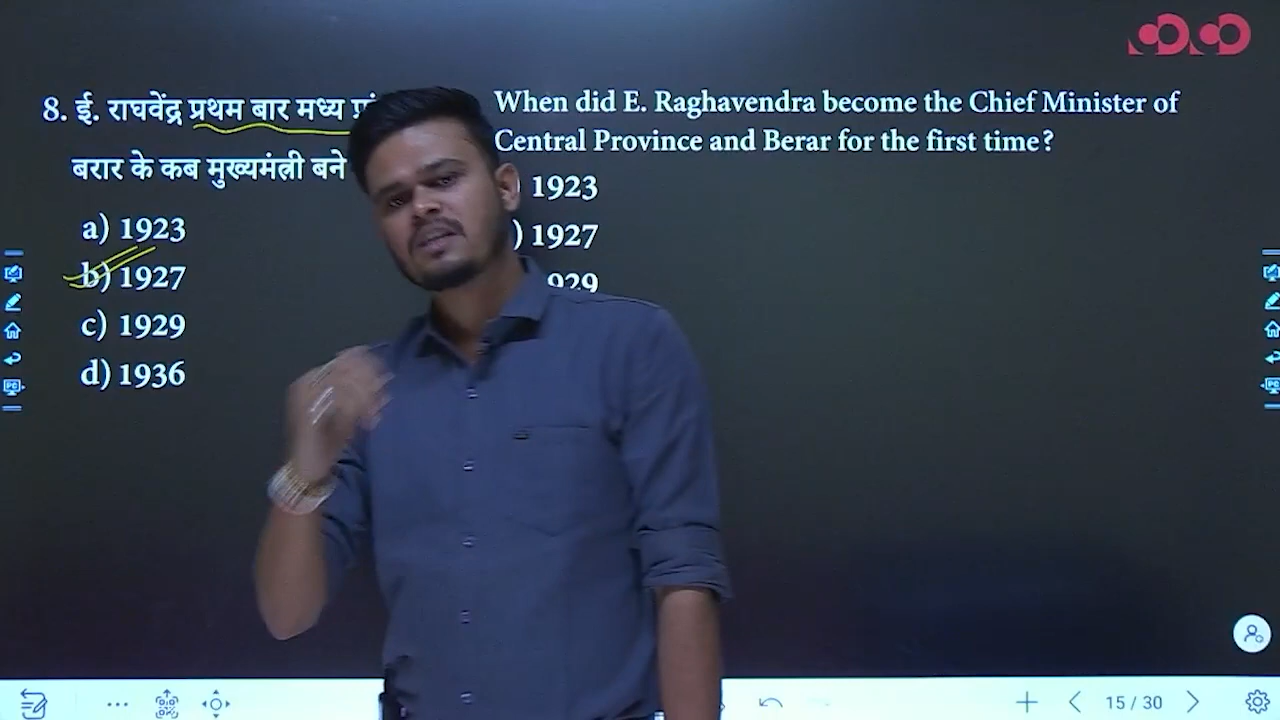 8. ई. राघवेंद्र प्रथम बार मध्य
बरार के कब मुख्यमंत्री बने
a) 1923
b) 1927
c) 1929
d) 1936
When did E. Raghavendra become the Chief Minister of
Central Province and Berar for the first time?
) 1923
) 1927
929
15 / 30